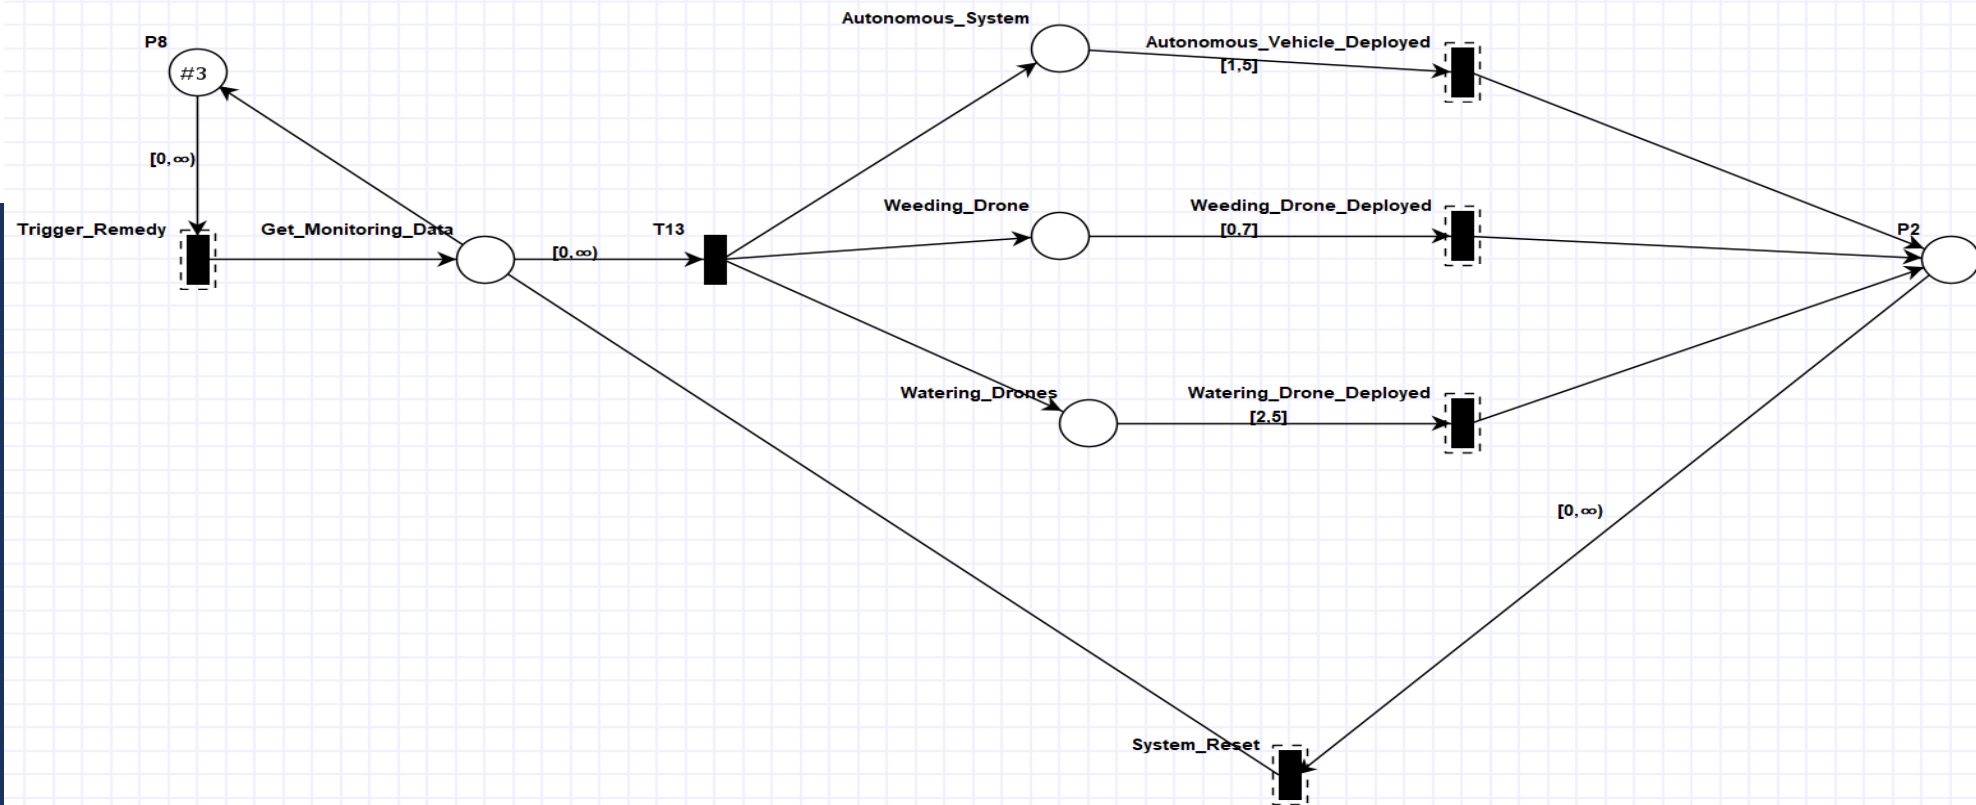 Autonomous_System
P8
Autonomous_Vehicle_Deployed
[1,5]
#3
[0,∞)
Weeding_Drone
Weeding_Drone_Deployed
[0,7]
Trigger_Remedy
Get_Monitoring_Data
[0,∞)
T13
P2
Watering_Drones
Watering_Drone_Deployed
[2,5]
[0,∞)
System_Reset